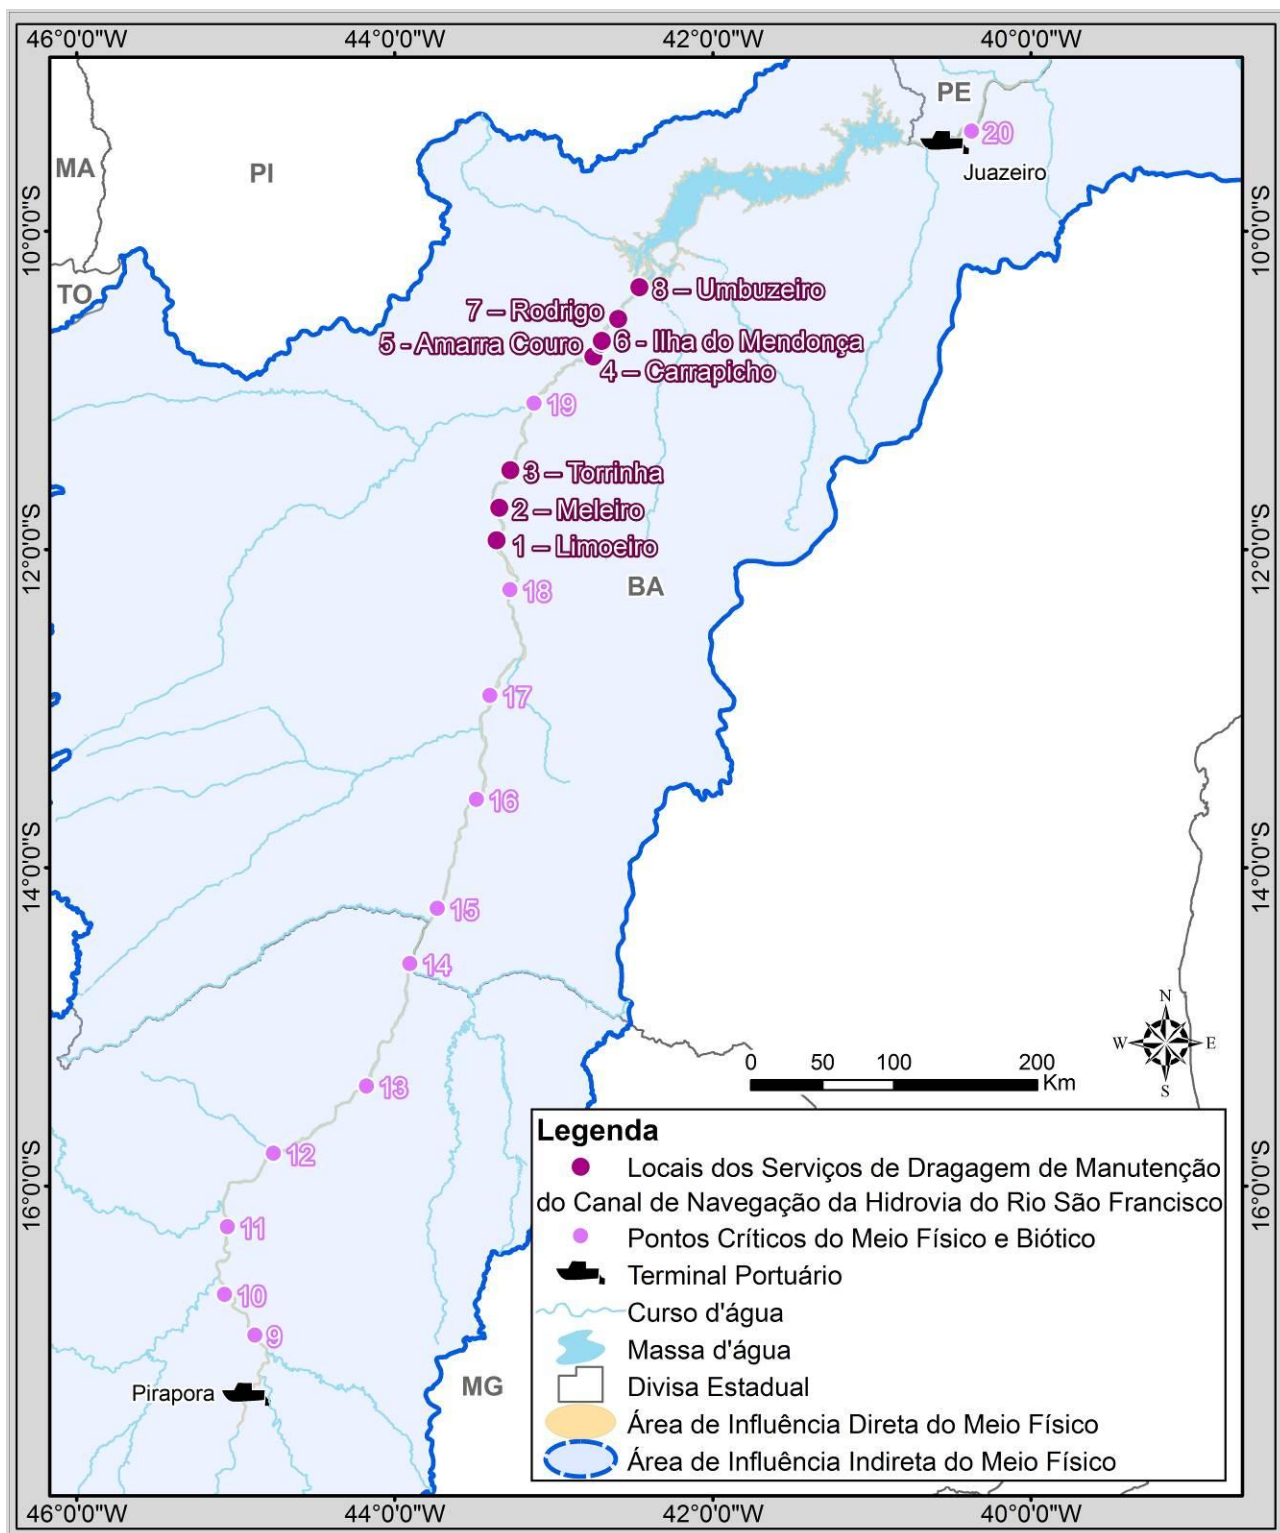 46°0'0"W 44°0'0"W 42°0'0"W 40°0'0"W
PE
20
Juazeiro
MA
PI
10°0'0"S
10°0'0"S
TO
8 – Umbuzeiro
7 – Rodrigo
6 - Ilha do Mendonça
5 - Amarra Couro
4 – Carrapicho
19
3 – Torrinha
2 – Meleiro
1 – Limoeiro
12°0'0"S
12°0'0"S
18
BA
17
16
14°0'0"S
14°0'0"S
15
14
N
W
E
S
0 50 100 200
Km
13
12
16°0'0"S
16°0'0"S
11
10
9
Pirapora
MG
Legenda
Locais dos Serviços de Dragagem de Manutenção
do Canal de Navegação da Hidrovia do Rio São Francisco
Pontos Críticos do Meio Físico e Biótico
Terminal Portuário
Curso d'água
Massa d'água
Divisa Estadual
Área de Influência Direta do Meio Físico
Área de Influência Indireta do Meio Físico
46°0'0"W 44°0'0"W 42°0'0"W 40°0'0"W